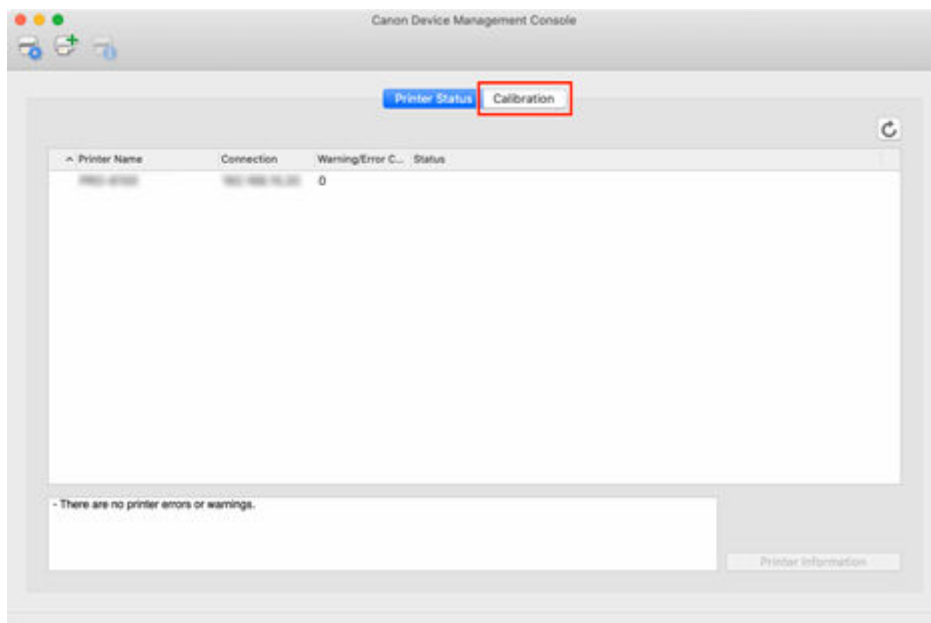 Canon Device Management Console
Printer Status Calibration
Printer Name Connection Warning/Error C... Status
0
- There are no printer errors or warnings.
Printer Information